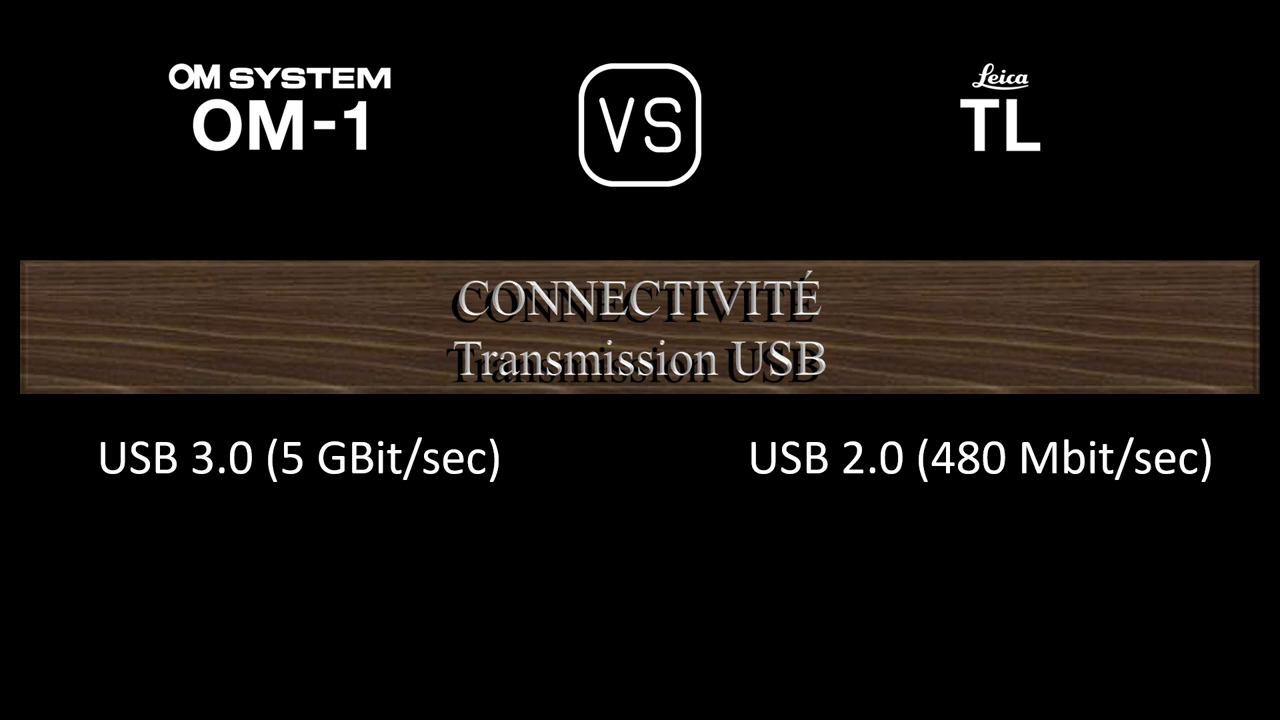 OM SYSTEM
OM-1
VS
Leica
TL
CONNECTIVITÉ
Transmission USB
USB 3.0 (5 GBit/sec)
USB 2.0 (480 Mbit/sec)